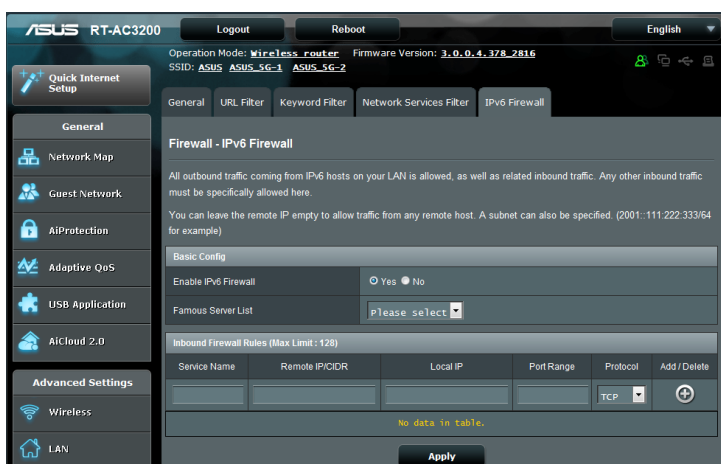 ASUS RT-AC3200 Logout Reboot English
Operation Mode: Wireless router Firmware Version: 3.0.0.4.378_2816
SSID: ASUS ASUS_5G-1 ASUS_5G-2
Quick Internet
Setup
General
Network Map
Guest Network
AiProtection
Adaptive QoS
USB Application
AiCloud 2.0
Advanced Settings
Wireless
LAN
General URL Filter Keyword Filter Network Services Filter IPv6 Firewall
Firewall - IPv6 Firewall
All outbound traffic coming from IPv6 hosts on your LAN is allowed, as well as related inbound traffic. Any other inbound traffic
must be specifically allowed here.
You can leave the remote IP empty to allow traffic from any remote host. A subnet can also be specified. (2001::111:222:333/64
for example)
Basic Config
Enable IPv6 Firewall Yes No
Famous Server List Please select
Inbound Firewall Rules (Max Limit : 128)
Service Name Remote IP/CIDR Local IP Port Range Protocol Add / Delete
TCP
No data in table.
Apply